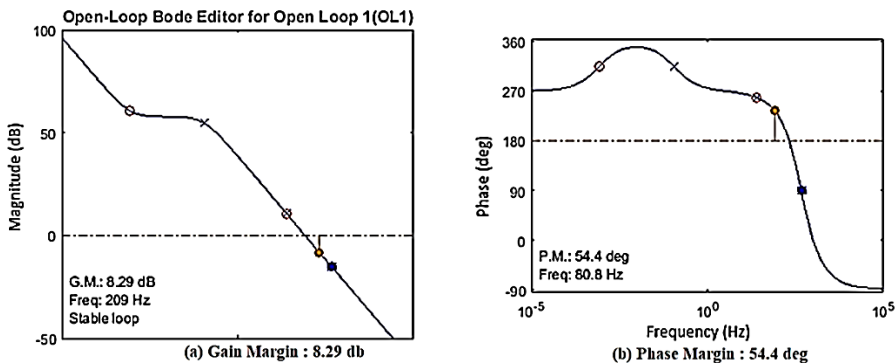 Open-Loop Bode Editor for Open Loop 1(OL1)
Magnitude (dB)
100
50
0
-50
G.M.: 8.29 dB
Freq: 209 Hz
Stable loop
(a) Gain Margin : 8.29 db
Phase (deg)
360
270
180
90
0
-90
P.M.: 54.4 deg
Freq: 80.8 Hz
10^-5
10^0
10^5
Frequency (Hz)
(b) Phase Margin : 54.4 deg